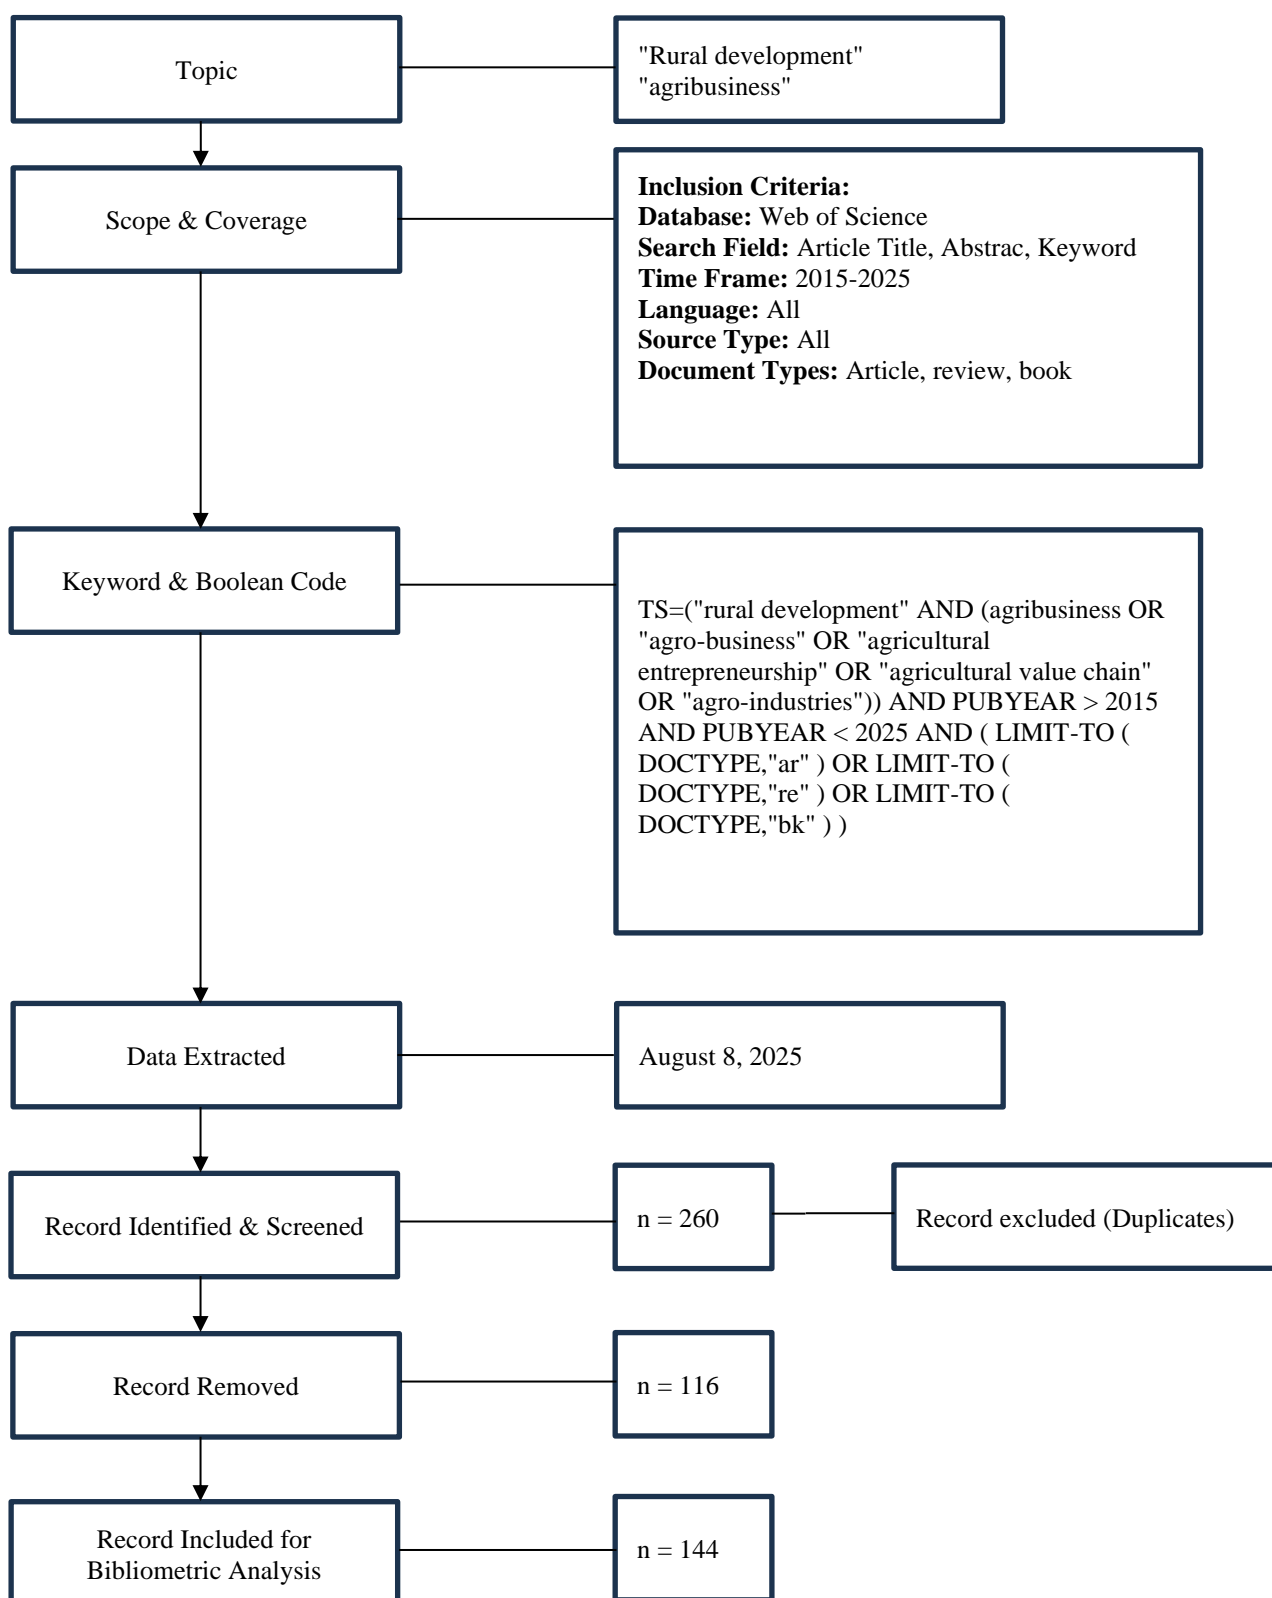 Topic
"Rural development"
"agribusiness"
Scope & Coverage
Inclusion Criteria:
Database: Web of Science
Search Field: Article Title, Abstrac, Keyword
Time Frame: 2015-2025
Language: All
Source Type: All
Document Types: Article, review, book
Keyword & Boolean Code
TS=("rural development" AND (agribusiness OR
"agro-business" OR "agricultural
entrepreneurship" OR "agricultural value chain"
OR "agro-industries")) AND PUBYEAR > 2015
AND PUBYEAR < 2025 AND ( LIMIT-TO (
DOCTYPE,"ar" ) OR LIMIT-TO (
DOCTYPE,"re" ) OR LIMIT-TO (
DOCTYPE,"bk" ) )
Data Extracted
August 8, 2025
Record Identified & Screened
n = 260
Record excluded (Duplicates)
Record Removed
n = 116
Record Included for
Bibliometric Analysis
n = 144